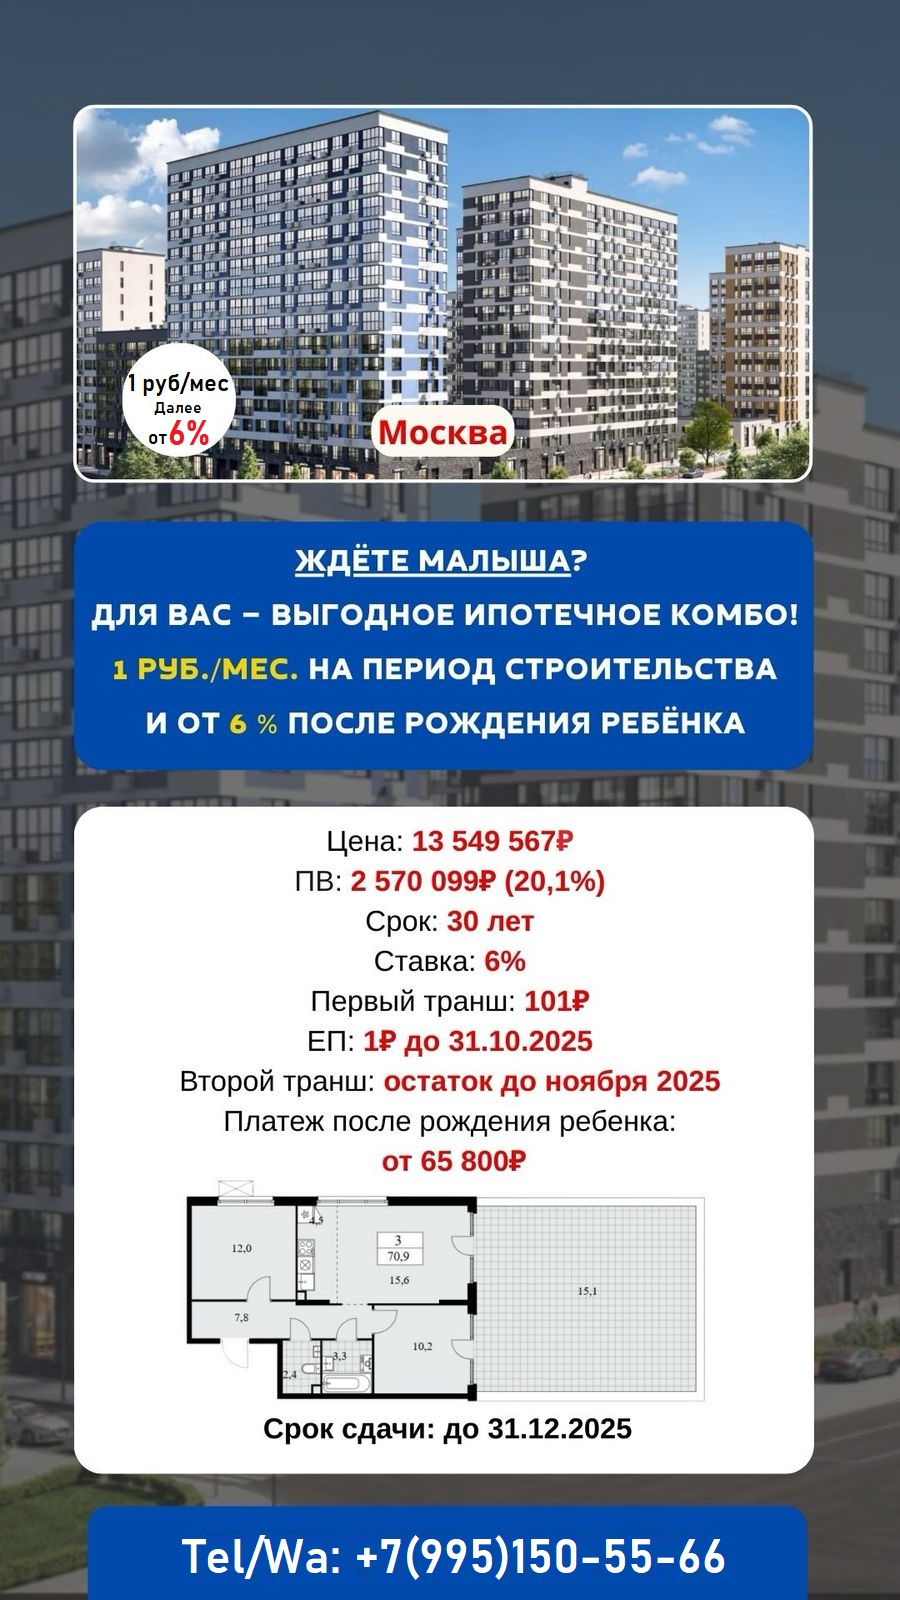 1 руб/мес
Далее
от 6%
Москва
ЖДЁТЕ МАЛЫША?
ДЛЯ ВАС – ВЫГОДНОЕ ИПОТЕЧНОЕ КОМБО!
1 РУБ./МЕС. НА ПЕРИОД СТРОИТЕЛЬСТВА
И ОТ 6 % ПОСЛЕ РОЖДЕНИЯ РЕБЁНКА
Цена: 13 549 567₽
ПВ: 2 570 099₽ (20,1%)
Срок: 30 лет
Ставка: 6%
Первый транш: 101₽
ЕП: 1₽ до 31.10.2025
Второй транш: остаток до ноября 2025
Платеж после рождения ребенка:
от 65 800₽
4,5
12,0
3
70,9
15,6
15,1
7,8
10,2
3,3
2,4
Срок сдачи: до 31.12.2025
Tel/Wa: +7(995)150-55-66